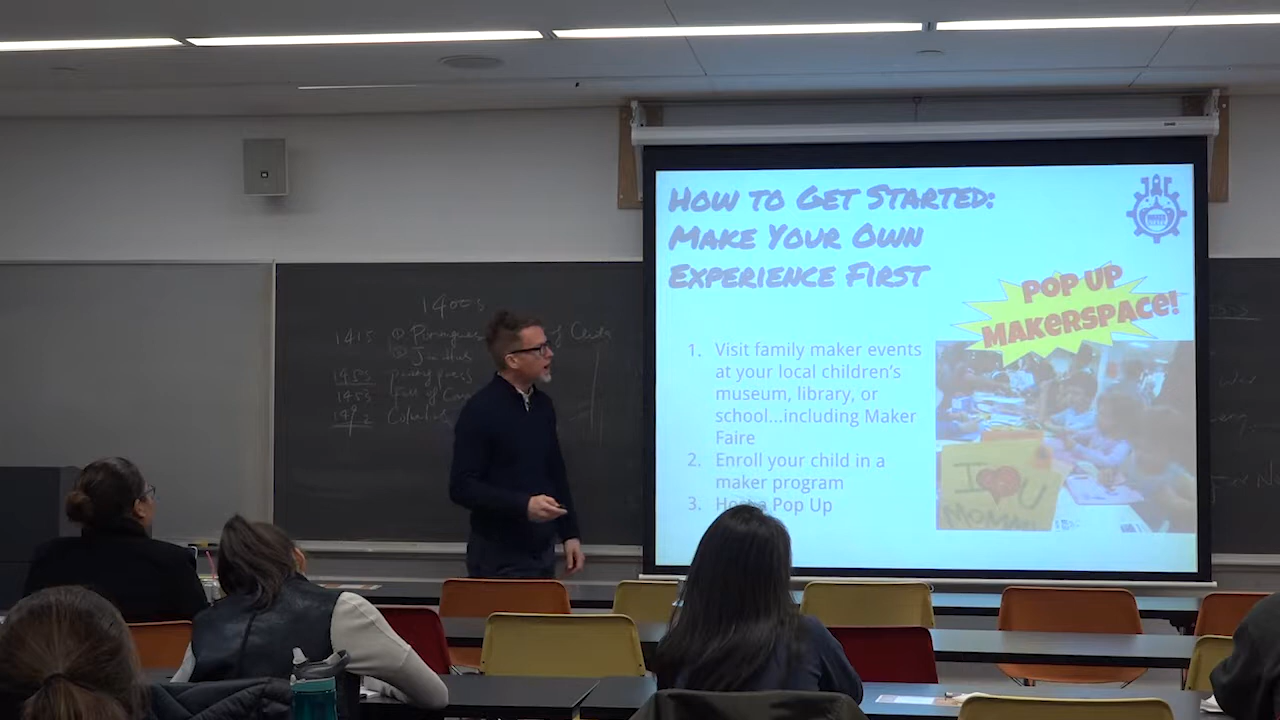 How to Get Started:
Make Your Own
Experience First
Pop Up
Makerspace!
1. Visit family maker events
at your local children's
museum, library, or
school...including Maker
Faire
2. Enroll your child in a
maker program
3. Host a Pop Up
I U
1400s
1415
of Ceuta
1453
1492